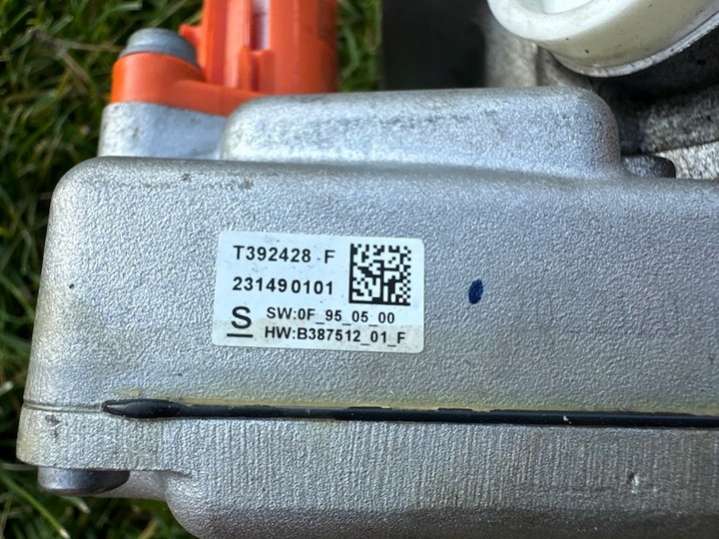 T392428 F
231490101
S SW:0F_95_05_00
HW:B387512_01_F